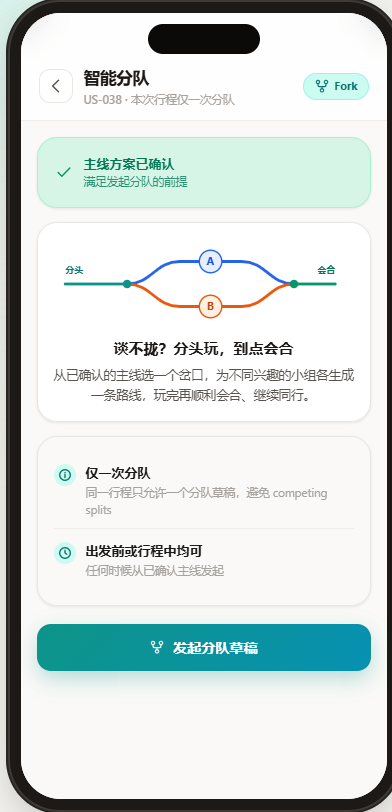 智能分队
US-038 · 本次行程仅一次分队
Fork
主线方案已确认
满足发起分队的前提
分头
A
会合
B
谈不拢？分头玩，到点会合
从已确认的主线选一个岔口，为不同兴趣的小组各生成
一条路线，玩完再顺利会合、继续同行。
仅一次分队
同一行程只允许一个分队草稿，避免 competing
splits
出发前或行程中均可
任何时候从已确认主线发起
发起分队草稿